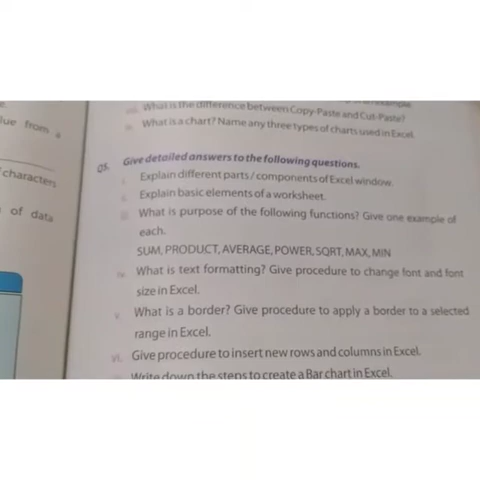 e.
lue from a
characters
of data
example.
What is the difference between Copy-Paste and Cut-Paste?
What is a chart? Name any three types of charts used in Excel.
Q5. Give detailed answers to the following questions.
i. Explain different parts / components of Excel window.
ii. Explain basic elements of a worksheet.
iii. What is purpose of the following functions? Give one example of
each.
SUM, PRODUCT, AVERAGE, POWER, SQRT, MAX, MIN
iv. What is text formatting? Give procedure to change font and font
size in Excel.
v. What is a border? Give procedure to apply a border to a selected
range in Excel.
vi. Give procedure to insert new rows and columns in Excel.
Write down the steps to create a Bar chart in Excel.